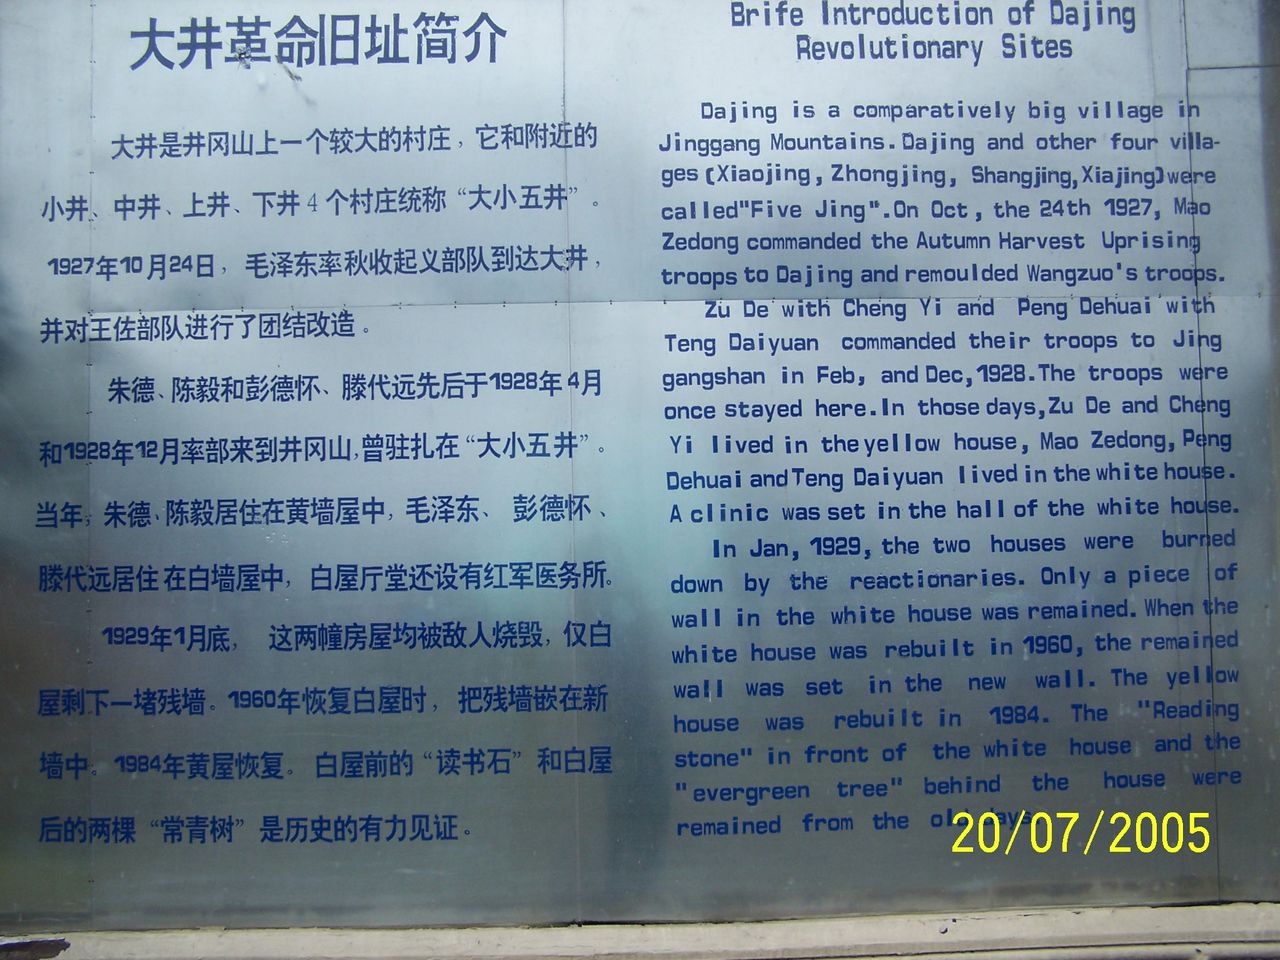 大井革命旧址简介
大井是井冈山上一个较大的村庄，它和附近的
小井、中井、上井、下井4个村庄统称“大小五井”。
1927年10月24日，毛泽东率秋收起义部队到达大井，
并对王佐部队进行了团结改造。
朱德、陈毅和彭德怀、滕代远先后于1928年4月
和1928年12月率部来到井冈山,曾驻扎在“大小五井”。
当年，朱德、陈毅居住在黄墙屋中，毛泽东、彭德怀、
滕代远居住在白墙屋中，白屋厅堂还设有红军医务所。
1929年1月底，这两幢房屋均被敌人烧毁，仅白
屋剩下一堵残墙。1960年恢复白屋时，把残墙嵌在新
墙中。1984年黄屋恢复。白屋前的“读书石”和白屋
后的两棵“常青树”是历史的有力见证。
Brife Introduction of Dajing
Revolutionary Sites
Dajing is a comparatively big village in
Jinggang Mountains. Dajing and other four villa-
ges (Xiaojing, Zhongjing, Shangjing, Xiajing) were
called "Five Jing". On Oct, the 24th 1927, Mao
Zedong commanded the Autumn Harvest Uprising
troops to Dajing and remoulded Wangzuo's troops.
Zu De with Cheng Yi and Peng Dehuai with
Teng Daiyuan commanded their troops to Jing
gangshan in Feb, and Dec, 1928. The troops were
once stayed here. In those days, Zu De and Cheng
Yi lived in the yellow house, Mao Zedong, Peng
Dehuai and Teng Daiyuan lived in the white house.
A clinic was set in the hall of the white house.
In Jan, 1929, the two houses were burned
down by the reactionaries. Only a piece of
wall in the white house was remained. When the
white house was rebuilt in 1960, the remained
wall was set in the new wall. The yellow
house was rebuilt in 1984. The "Reading
stone" in front of the white house and the
"evergreen tree" behind the house were
remained from the old days
20/07/2005